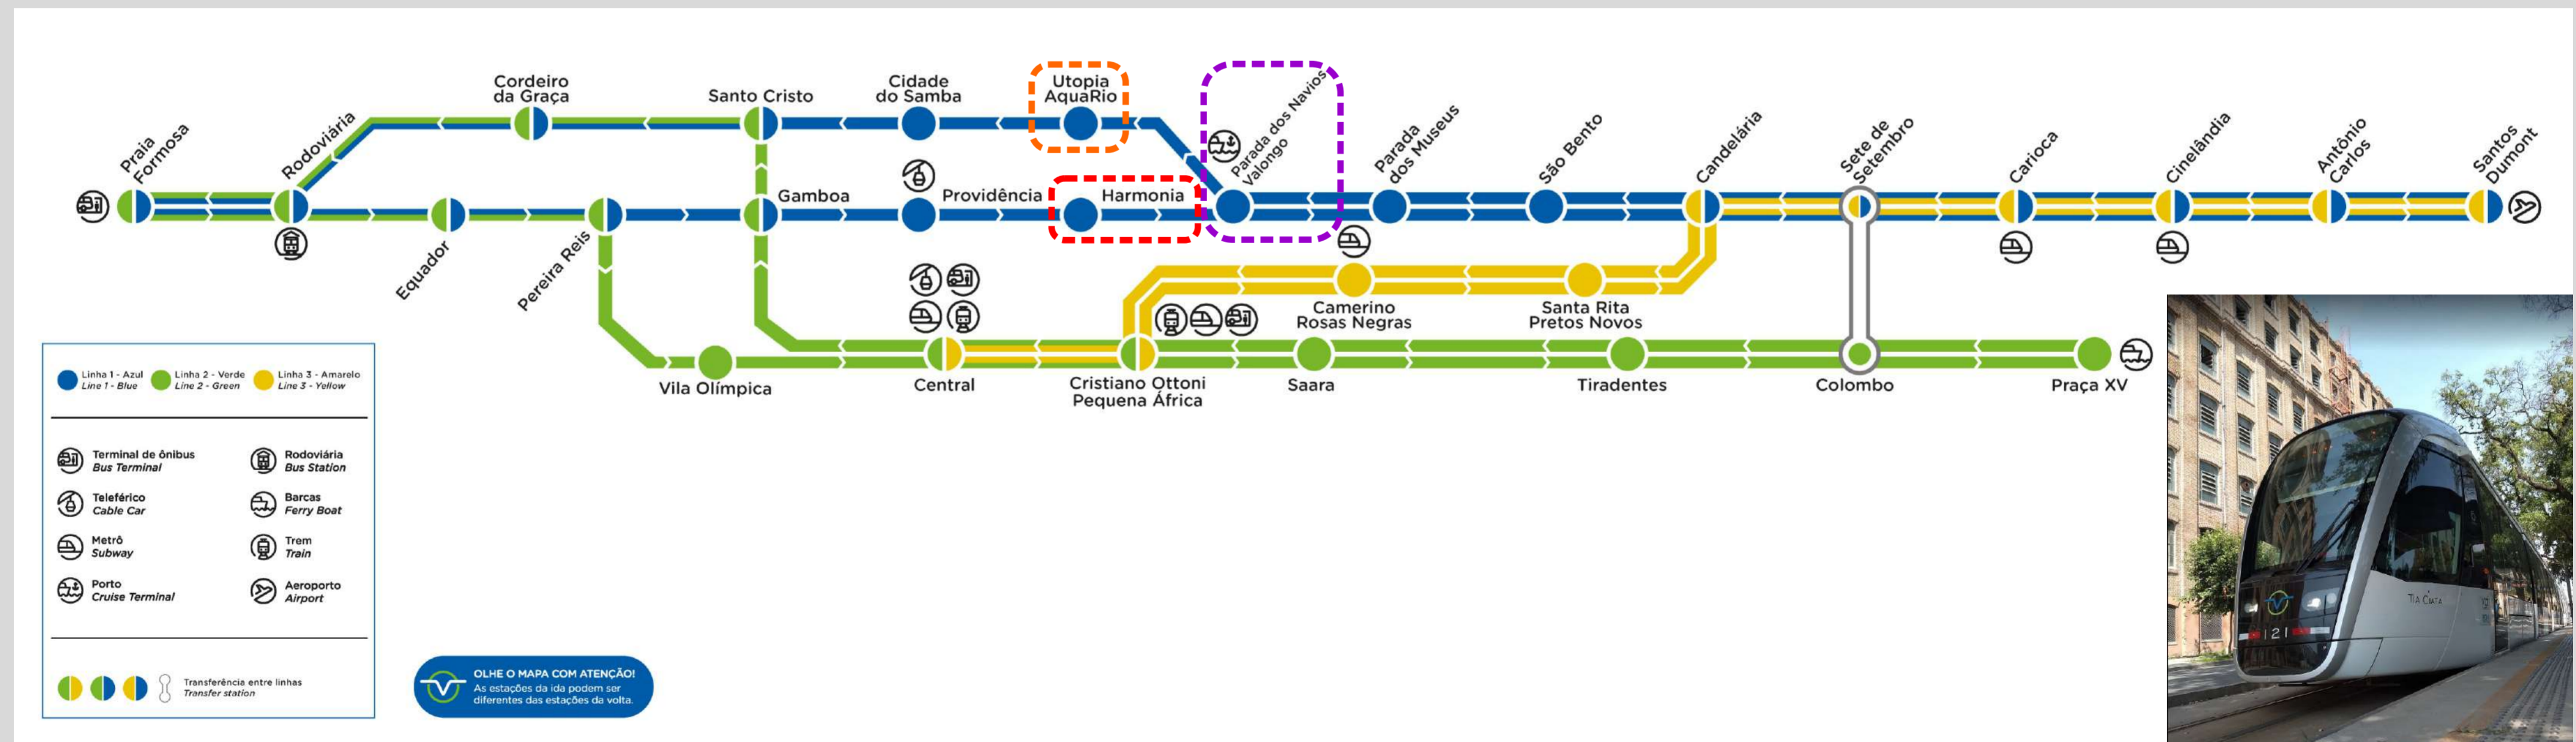 Praia
Formosa
Rodoviária
Cordeiro
da Graça
Santo Cristo
Cidade
do Samba
Utopia
AquaRio
Parada dos Navios
Valongo
Parada
dos Museus
São Bento
Candelária
Sete de
Setembro
Carioca
Cinelândia
Antônio
Carlos
Santos
Dumont
Equador
Pereira Reis
Gamboa
Providência
Harmonia
Camerino
Rosas Negras
Santa Rita
Pretos Novos
Vila Olímpica
Central
Cristiano Ottoni
Pequena África
Saara
Tiradentes
Colombo
Praça XV
Linha 1 - Azul
Line 1 - Blue
Linha 2 - Verde
Line 2 - Green
Linha 3 - Amarelo
Line 3 - Yellow
Terminal de ônibus
Bus Terminal
Rodoviária
Bus Station
Teleférico
Cable Car
Barcas
Ferry Boat
Metrô
Subway
Trem
Train
Porto
Cruise Terminal
Aeroporto
Airport
Transferência entre linhas
Transfer station
OLHE O MAPA COM ATENÇÃO!
As estações da ida podem ser
diferentes das estações da volta.
TIA CIATA
121